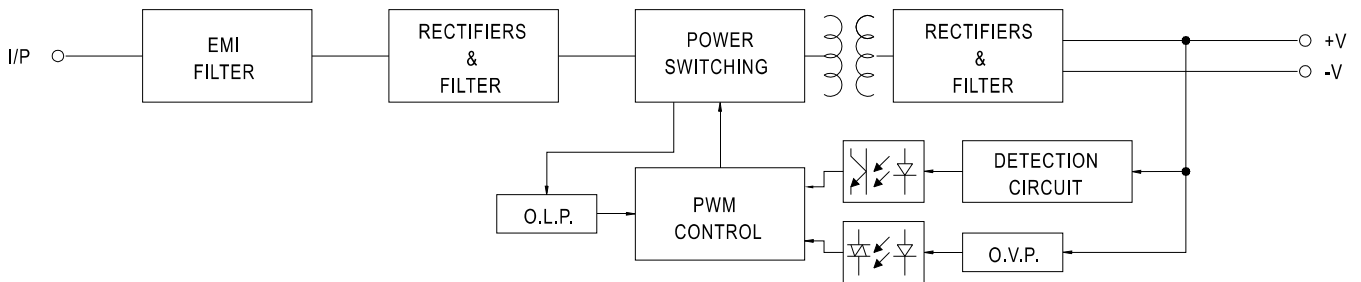 I/P
EMI
FILTER
RECTIFIERS
&
FILTER
POWER
SWITCHING
RECTIFIERS
&
FILTER
+V
-V
O.L.P.
PWM
CONTROL
DETECTION
CIRCUIT
O.V.P.